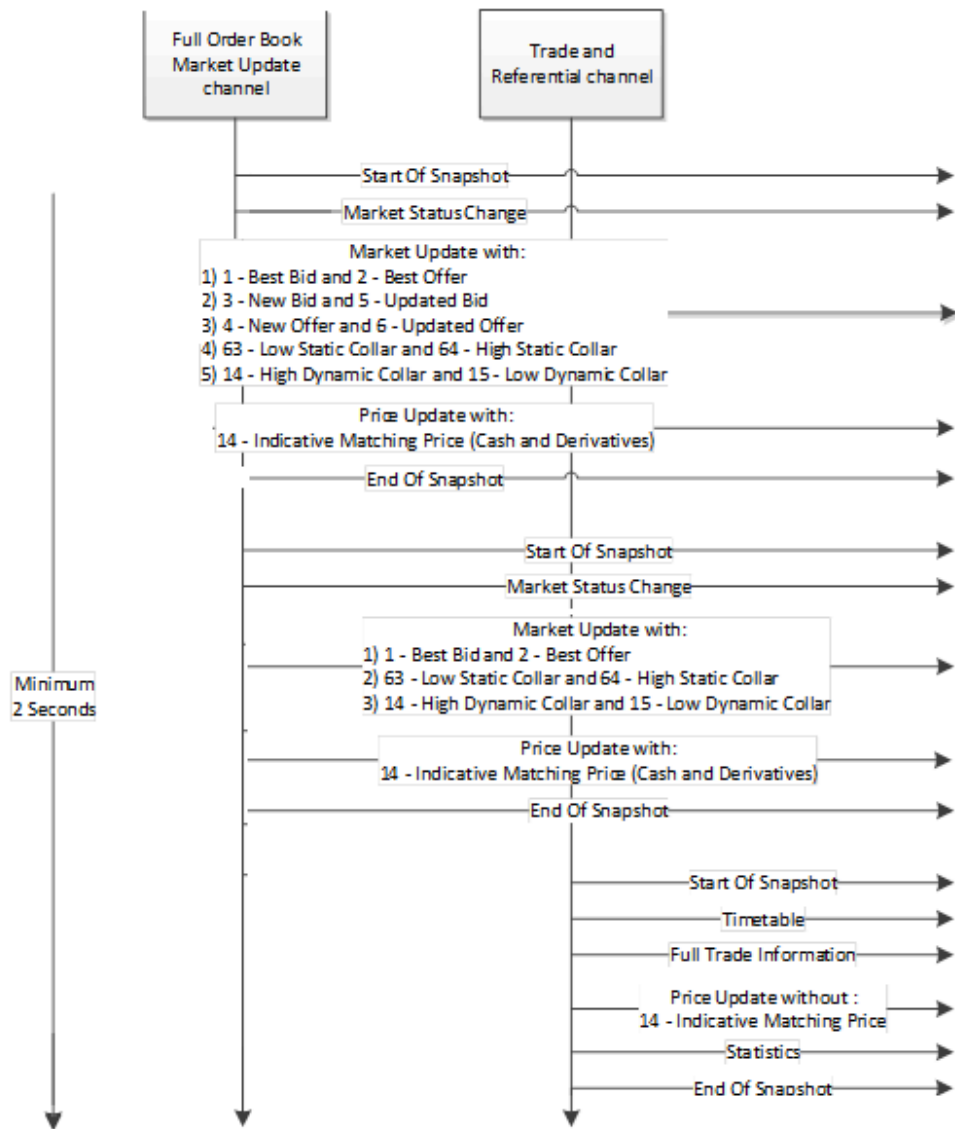 Full Order Book
Market Update
channel
Trade and
Referential channel
Start Of Snapshot
Market Status Change
Market Update with:
1) 1 - Best Bid and 2 - Best Offer
2) 3 - New Bid and 5 - Updated Bid
3) 4 - New Offer and 6 - Updated Offer
4) 63 - Low Static Collar and 64 - High Static Collar
5) 14 - High Dynamic Collar and 15 - Low Dynamic Collar
Price Update with:
14 - Indicative Matching Price (Cash and Derivatives)
End Of Snapshot
Start Of Snapshot
Market Status Change
Market Update with:
1) 1 - Best Bid and 2 - Best Offer
2) 63 - Low Static Collar and 64 - High Static Collar
3) 14 - High Dynamic Collar and 15 - Low Dynamic Collar
Minimum
2 Seconds
Price Update with:
14 - Indicative Matching Price (Cash and Derivatives)
End Of Snapshot
Start Of Snapshot
Timetable
Full Trade Information
Price Update without :
14 - Indicative Matching Price
Statistics
End Of Snapshot